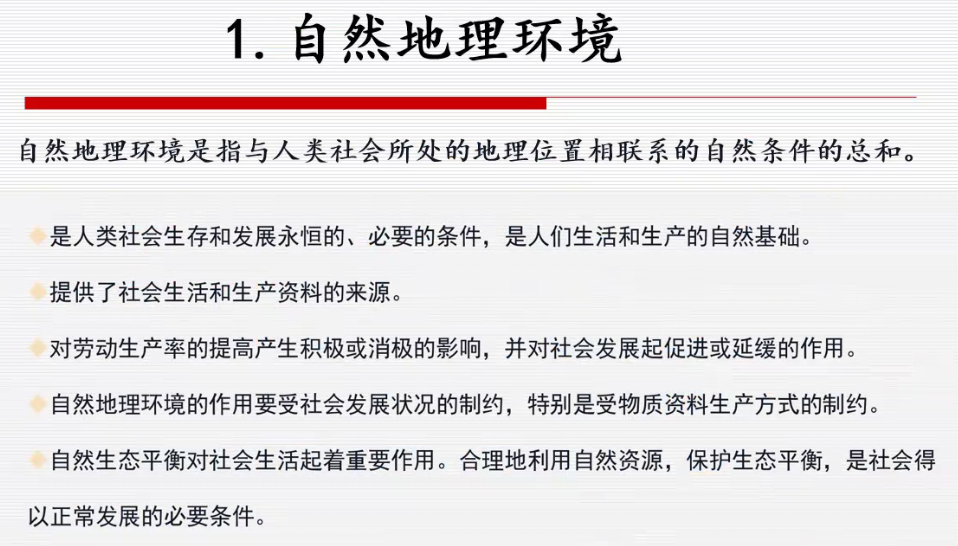 1.自然地理环境
自然地理环境是指与人类社会所处的地理位置相联系的自然条件的总和。
是人类社会生存和发展永恒的、必要的条件，是人们生活和生产的自然基础。
提供了社会生活和生产资料的来源。
对劳动生产率的提高产生积极或消极的影响，并对社会发展起促进或延缓的作用。
自然地理环境的作用要受社会发展状况的制约，特别是受物质资料生产方式的制约。
自然生态平衡对社会生活起着重要作用。合理地利用自然资源，保护生态平衡，是社会得
以正常发展的必要条件。